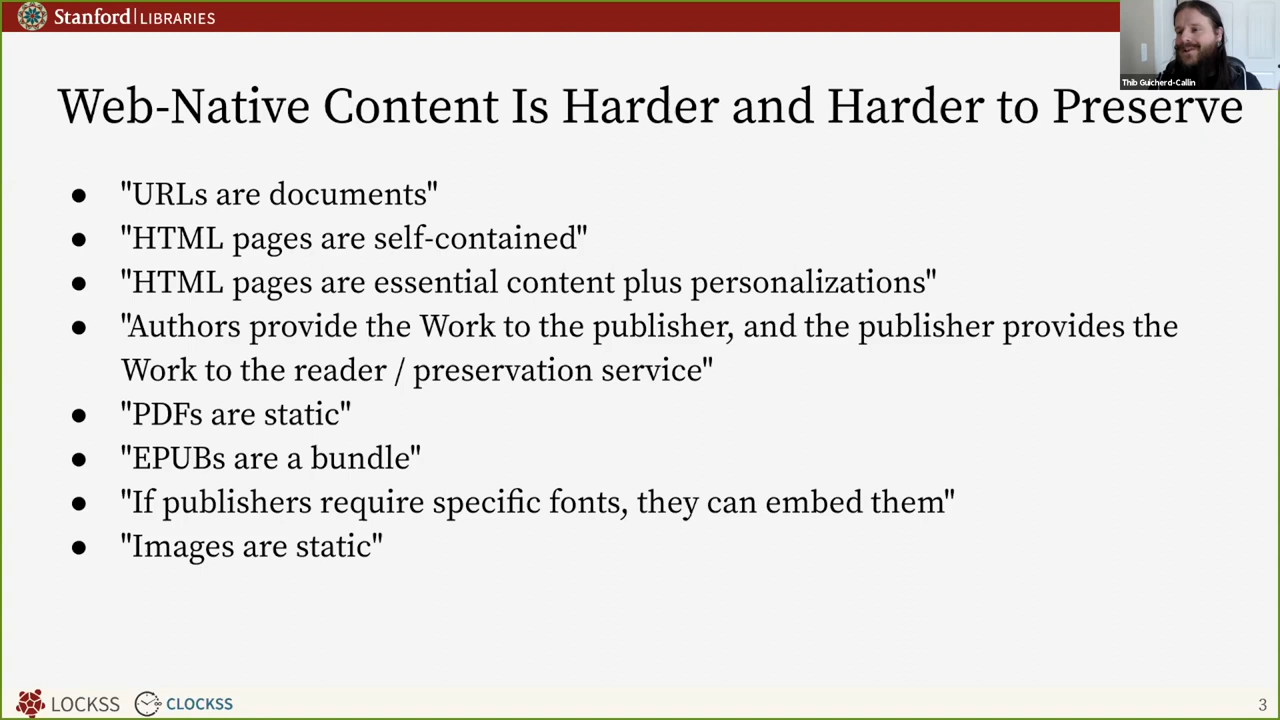 Stanford LIBRARIES
Thib Guicherd-Callin
Web-Native Content Is Harder and Harder to Preserve
● "URLs are documents"
● "HTML pages are self-contained"
● "HTML pages are essential content plus personalizations"
● "Authors provide the Work to the publisher, and the publisher provides the
Work to the reader / preservation service"
● "PDFs are static"
● "EPUBs are a bundle"
● "If publishers require specific fonts, they can embed them"
● "Images are static"
LOCKSS CLOCKSS
3